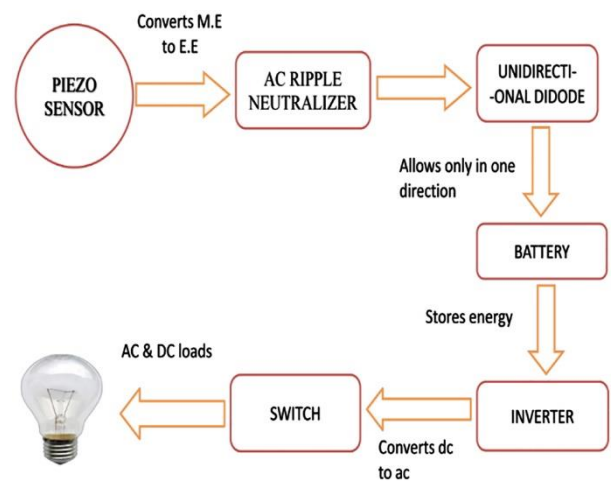 Converts M.E
to E.E
PIEZO
SENSOR
AC RIPPLE
NEUTRALIZER
UNIDIRECTI-
-ONAL DIDODE
Allows only in one
direction
BATTERY
Stores energy
INVERTER
Converts dc
to ac
SWITCH
AC & DC loads